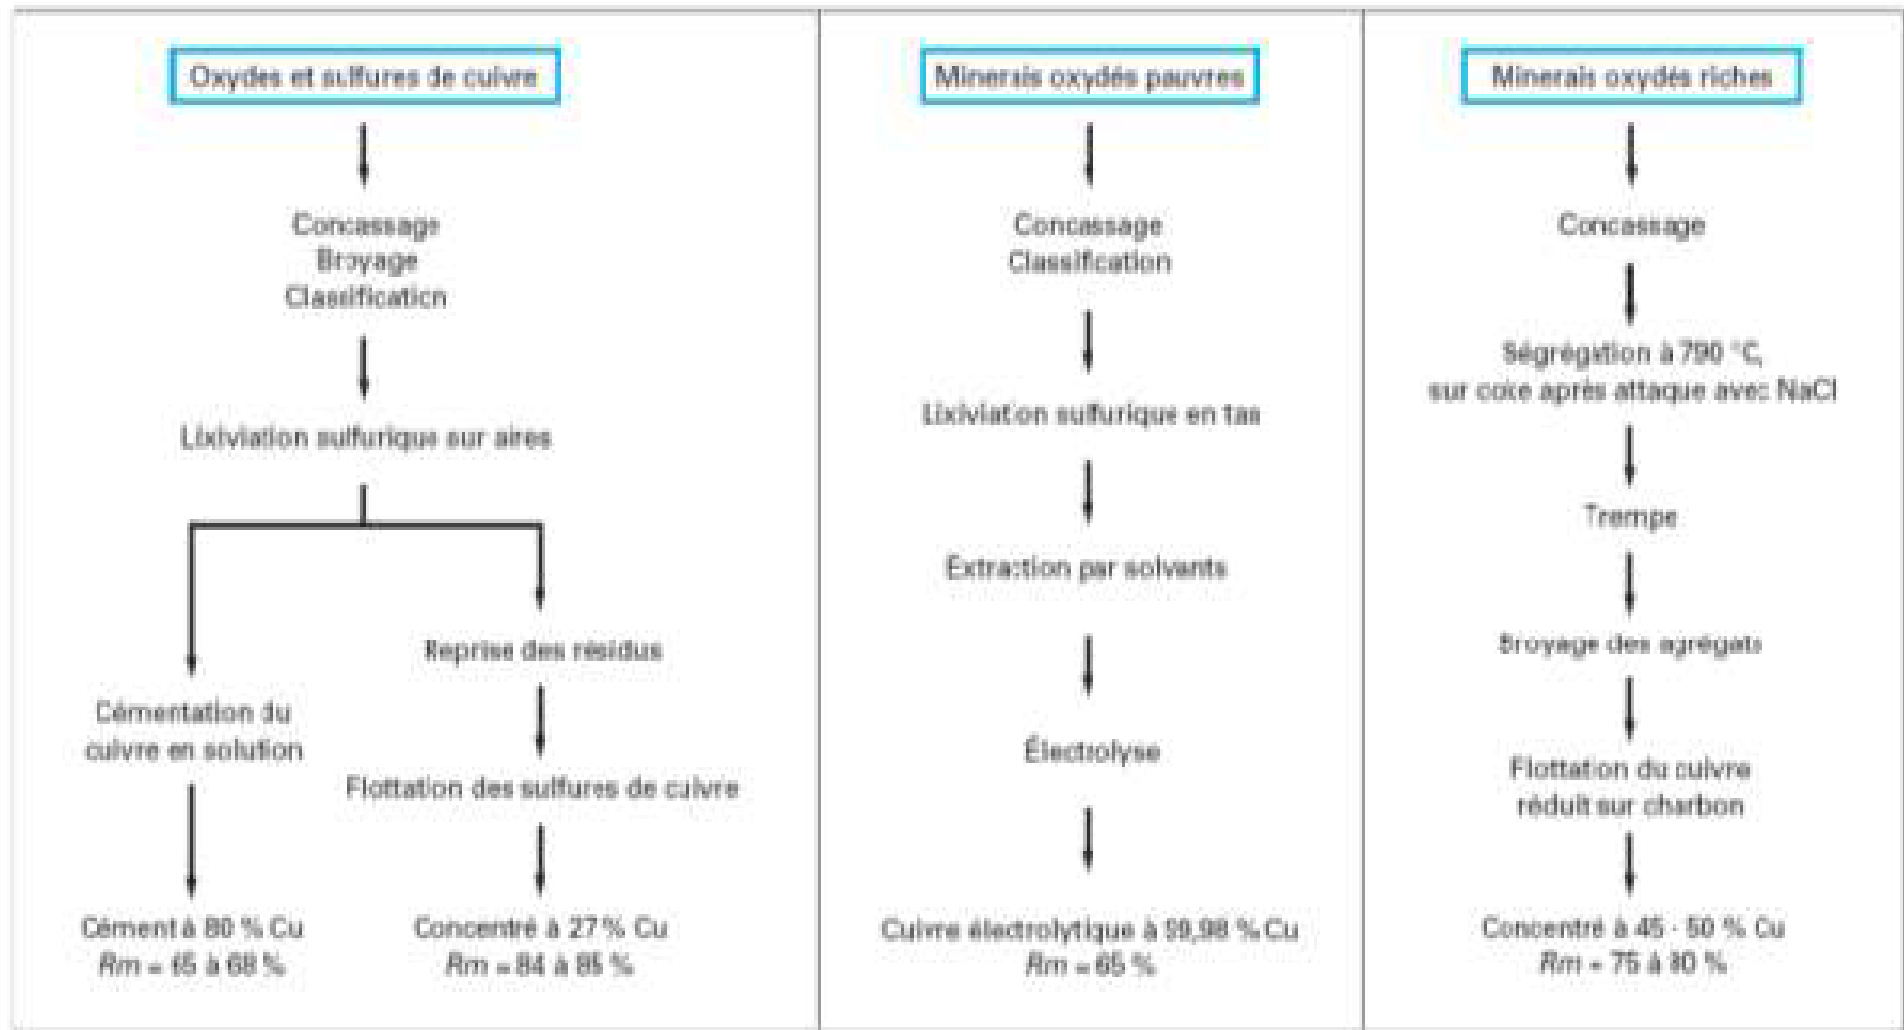 Oxydes et sulfures de cuivre
Concassage
Broyage
Classification
Lixiviation sulfurique sur aires
Cémentation du
cuivre en solution
Cément à 80 % Cu
Rm = 65 à 68 %
Reprise des résidus
Flottation des sulfures de cuivre
Concentré à 27 % Cu
Rm = 84 à 85 %
Minerais oxydés pauvres
Concassage
Classification
Lixiviation sulfurique en tas
Extraction par solvants
Électrolyse
Cuivre électrolytique à 99,98 % Cu
Rm = 65 %
Minerais oxydés riches
Concassage
Ségrégation à 790 °C,
sur coke après attaque avec NaCl
Trempe
Broyage des agrégats
Flottation du cuivre
réduit sur charbon
Concentré à 45 - 50 % Cu
Rm = 75 à 80 %